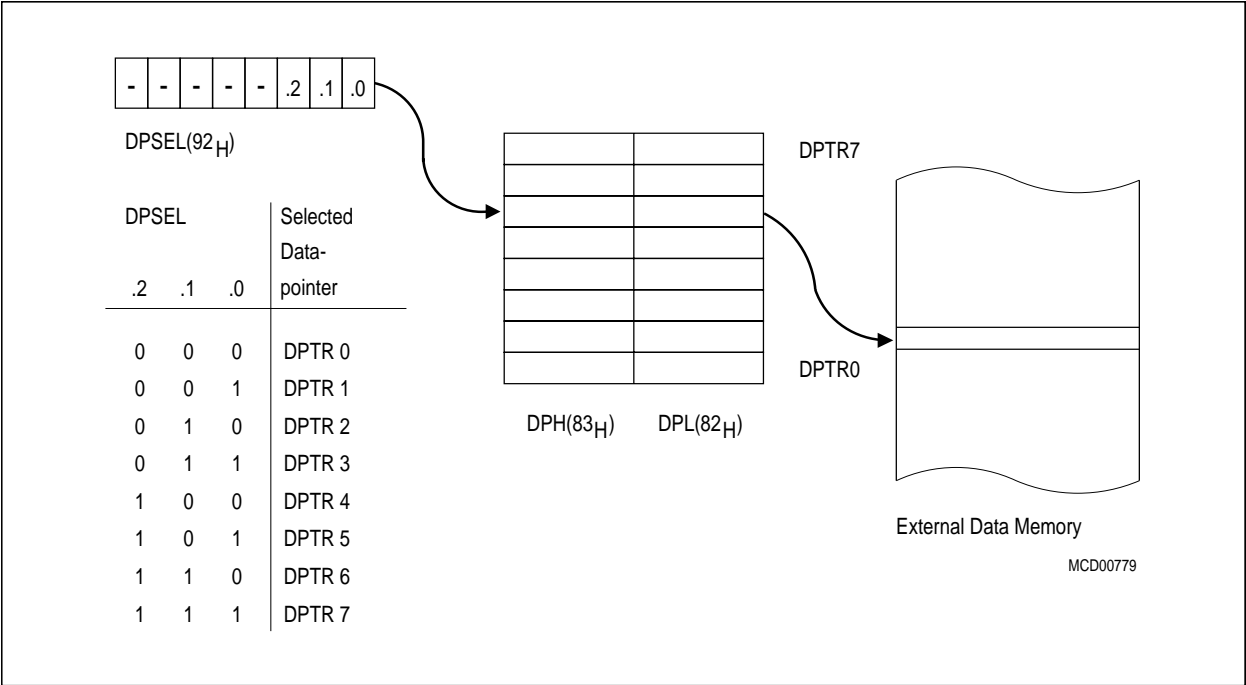 - - - - - .2 .1 .0
DPSEL(92H)
DPSEL Selected
Data-
.2 .1 .0 pointer
0 0 0 DPTR 0
0 0 1 DPTR 1
0 1 0 DPTR 2
0 1 1 DPTR 3
1 0 0 DPTR 4
1 0 1 DPTR 5
1 1 0 DPTR 6
1 1 1 DPTR 7
DPTR7
DPTR0
DPH(83H) DPL(82H)
External Data Memory
MCD00779